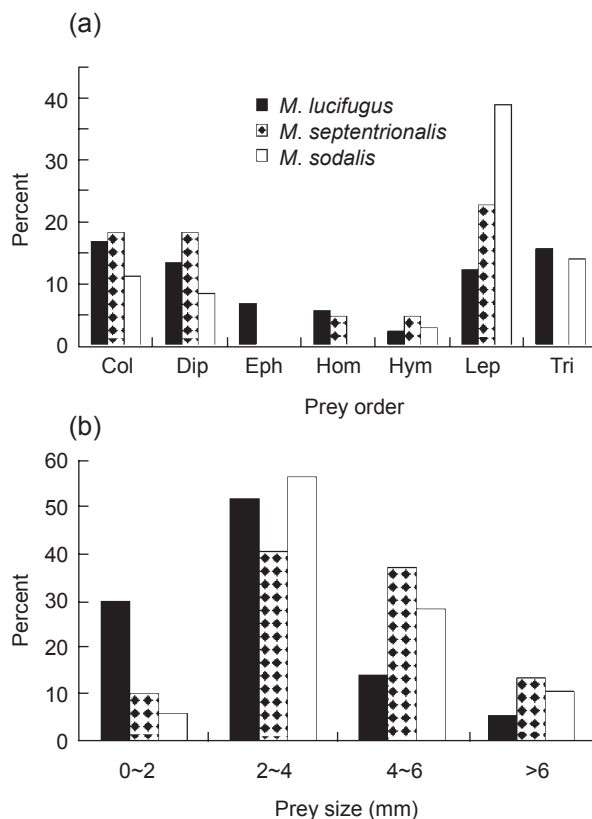 (a)
40
30
20
10
0
Percent
M. lucifugus
M. septentrionalis
M. sodalis
Col Dip Eph Hom Hym Lep Tri
Prey order
(b)
60
50
40
30
20
10
0
Percent
0~2 2~4 4~6 >6
Prey size (mm)